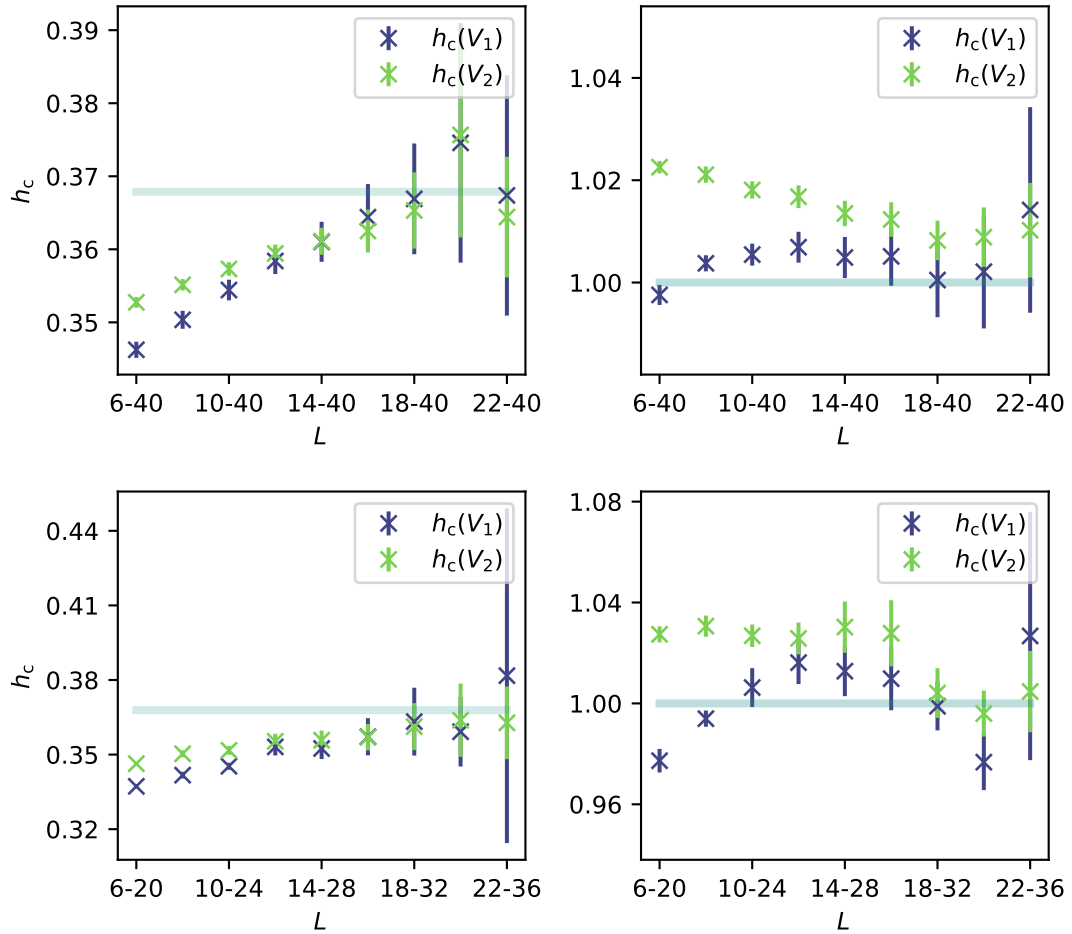 0.39
0.38
0.37
0.36
0.35
h_c
h_c(V_1)
h_c(V_2)
6-40 10-40 14-40 18-40 22-40
L
1.04
1.02
1.00
h_c(V_1)
h_c(V_2)
6-40 10-40 14-40 18-40 22-40
L
0.44
0.41
0.38
0.35
0.32
h_c
h_c(V_1)
h_c(V_2)
6-20 10-24 14-28 18-32 22-36
L
1.08
1.04
1.00
0.96
h_c(V_1)
h_c(V_2)
6-20 10-24 14-28 18-32 22-36
L